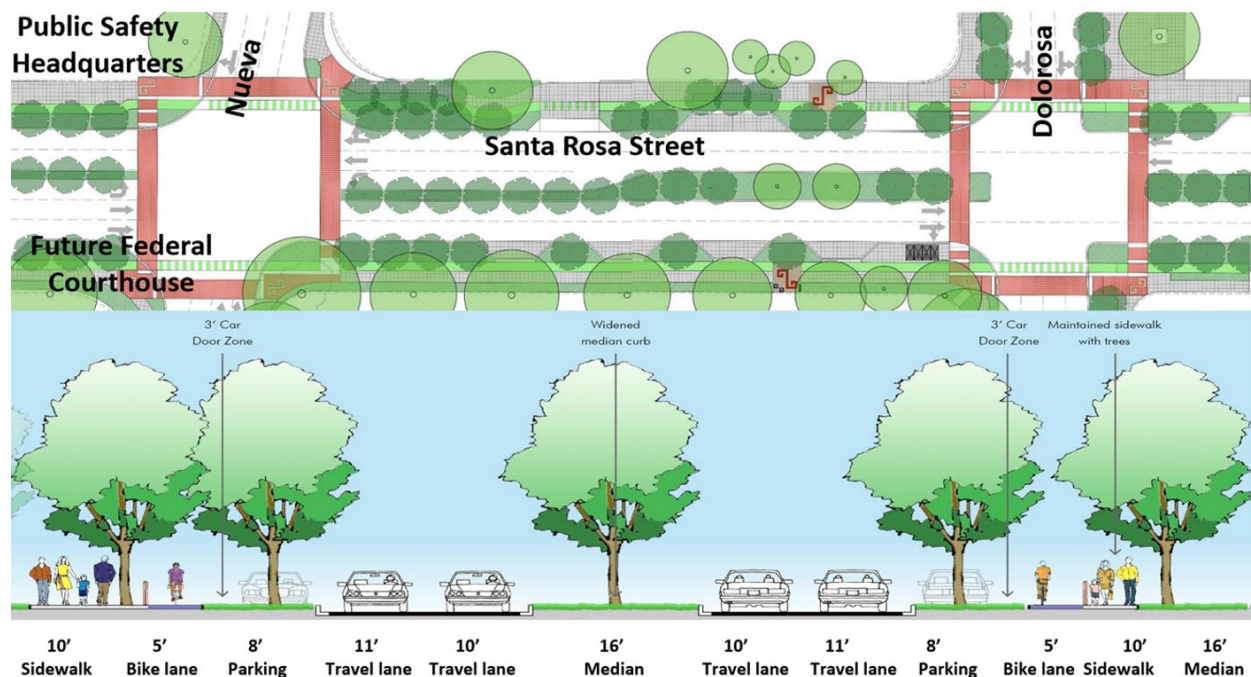 Public Safety
Headquarters
Nueva
Dolorosa
Santa Rosa Street
Future Federal
Courthouse
3' Car
Door Zone
Widened
median curb
3' Car
Door Zone
Maintained sidewalk
with trees
10' 5' 8' 11' 10' 16' 10' 11' 8' 5' 10' 16'
Sidewalk Bike lane Parking Travel lane Travel lane Median Travel lane Travel lane Parking Bike lane Sidewalk Median